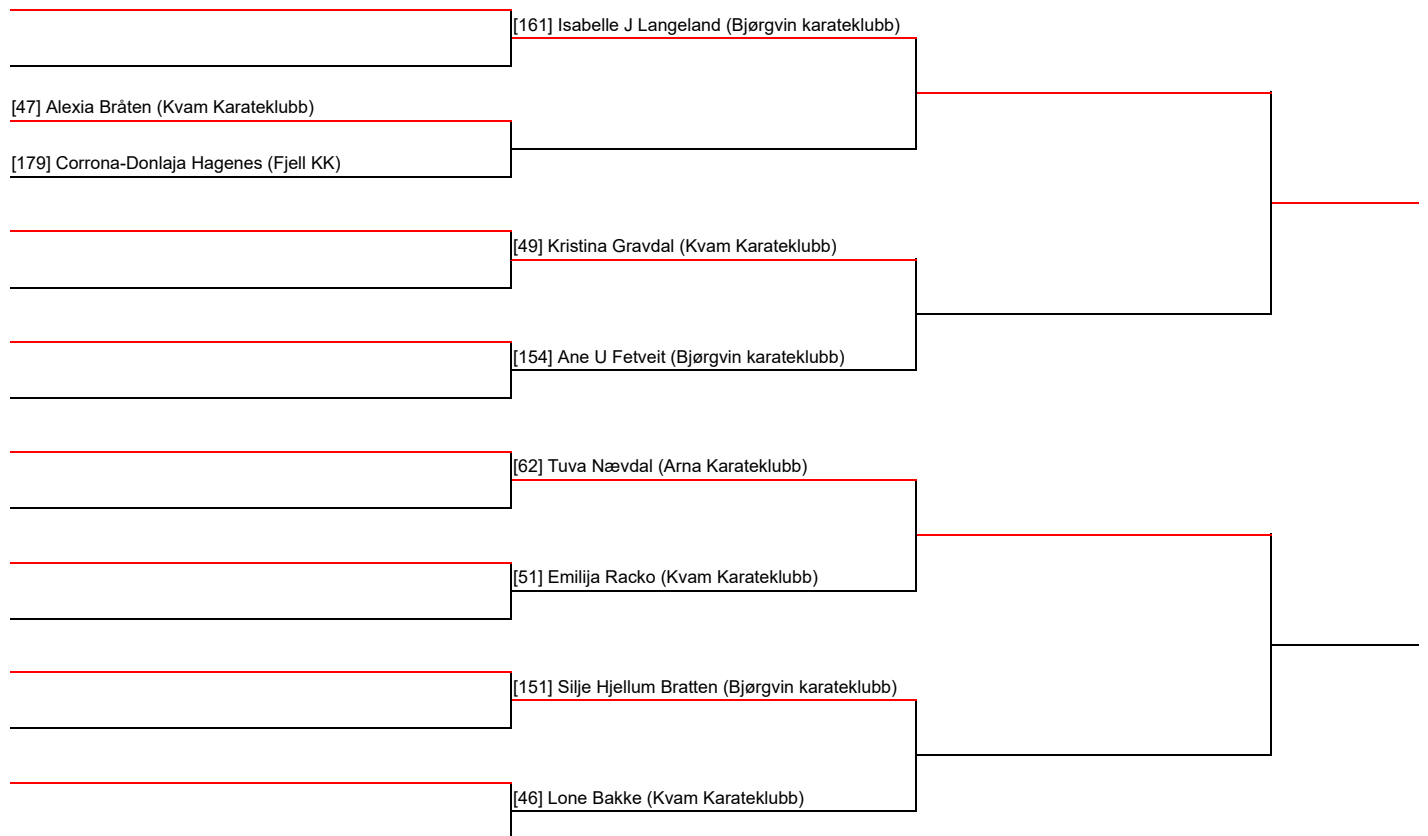 [161] Isabelle J Langeland (Bjørgvin karateklubb)
[47] Alexia Bråten (Kvam Karateklubb)
[179] Corrona-Donlaja Hagenes (Fjell KK)
[49] Kristina Gravdal (Kvam Karateklubb)
[154] Ane U Fetveit (Bjørgvin karateklubb)
[62] Tuva Nævdal (Arna Karateklubb)
[51] Emilija Racko (Kvam Karateklubb)
[151] Silje Hjellum Bratten (Bjørgvin karateklubb)
[46] Lone Bakke (Kvam Karateklubb)